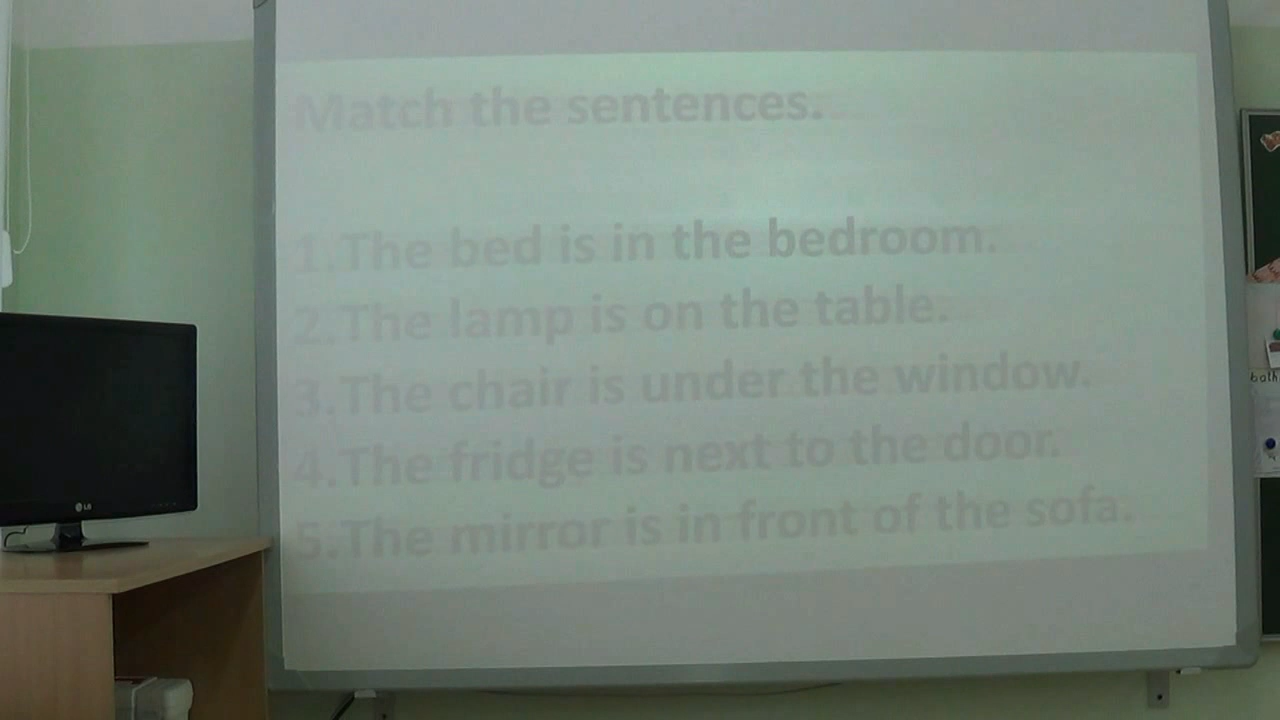 Match the sentences.
1.The bed is in the bedroom.
2.The lamp is on the table.
3.The chair is under the window.
4.The fridge is next to the door.
5.The mirror is in front of the sofa.
LG
bath